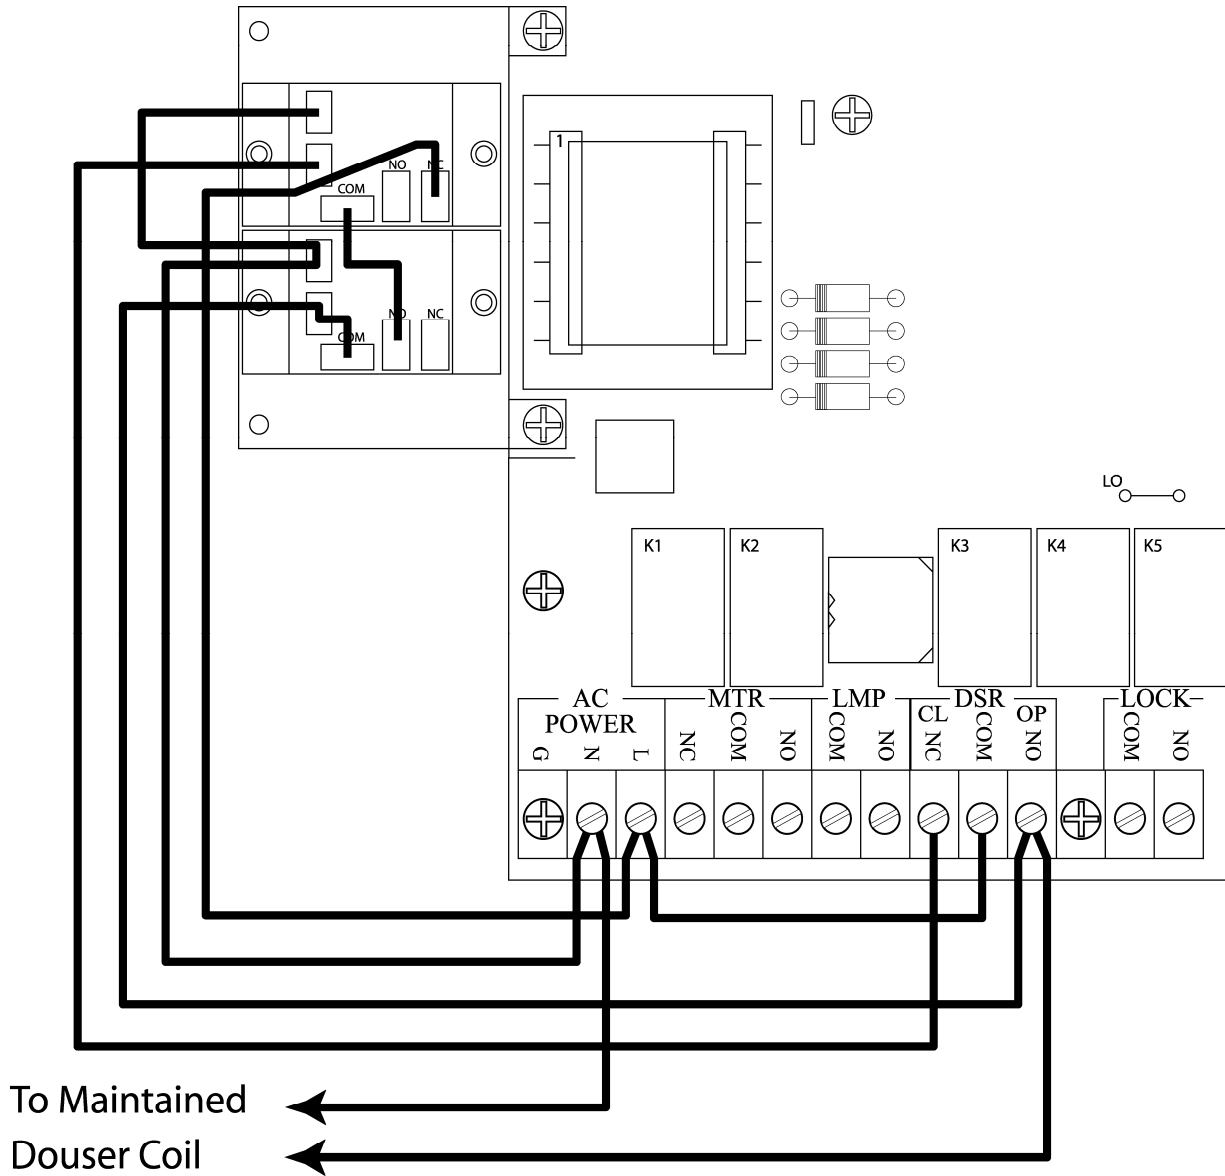 NO NC
COM
NO NC
COM
1
LO
K1 K2 K3 K4 K5
AC MTR LMP DSR LOCK
POWER CL OP
G N L NC COM NO COM NO NC COM NO COM NO
To Maintained
Douser Coil